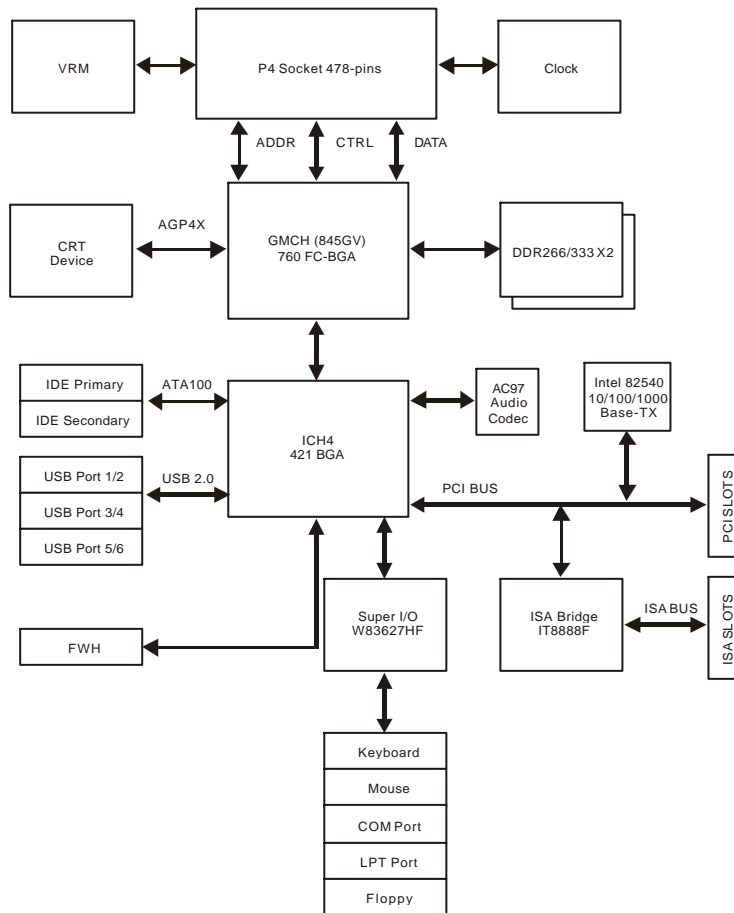 VRM
P4 Socket 478-pins
Clock
ADDR
CTRL
DATA
CRT
Device
AGP4X
GMCH (845GV)
760 FC-BGA
DDR266/333 X2
IDE Primary
IDE Secondary
ATA100
ICH4
421 BGA
AC97
Audio
Codec
Intel 82540
10/100/1000
Base-TX
USB Port 1/2
USB Port 3/4
USB Port 5/6
USB 2.0
PCI BUS
PCI SLOTS
FWH
Super I/O
W83627HF
ISA Bridge
IT8888F
ISA BUS
ISA SLOTS
Keyboard
Mouse
COM Port
LPT Port
Floppy